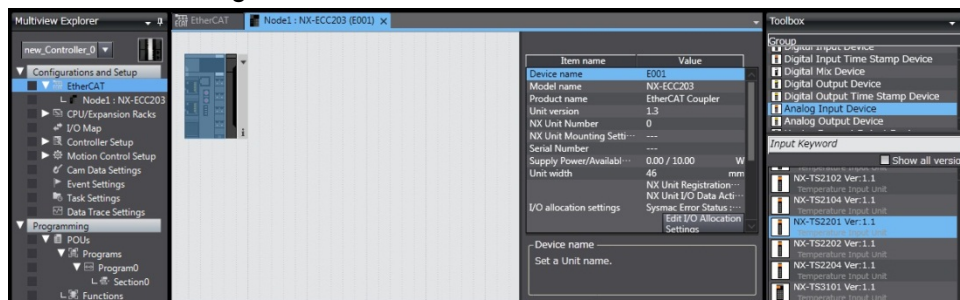 Multiview Explorer
new_Controller_0
Configurations and Setup
EtherCAT
Node1 : NX-ECC203
CPU/Expansion Racks
I/O Map
Controller Setup
Motion Control Setup
Cam Data Settings
Event Settings
Task Settings
Data Trace Settings
Programming
POUs
Programs
Program0
Section0
Functions
EtherCAT
Node1 : NX-ECC203 (E001)
Item name Value
Device name E001
Model name NX-ECC203
Product name EtherCAT Coupler
Unit version 1.3
NX Unit Number 0
NX Unit Mounting Setti···
Serial Number ---
Supply Power/Availabl··· 0.00 / 10.00 W
Unit width 46 mm
NX Unit Registration···
NX Unit I/O Data Acti···
I/O allocation settings Sysmac Error Status :···
Edit I/O Allocation
Settings
Device name
Set a Unit name.
Toolbox
Group
Digital Input Device
Digital Input Time Stamp Device
Digital Mix Device
Digital Output Device
Digital Output Time Stamp Device
Analog Input Device
Analog Output Device
Input Keyword
Show all versio
Temperature Input Unit
NX-TS2102 Ver:1.1
Temperature Input Unit
NX-TS2104 Ver:1.1
Temperature Input Unit
NX-TS2201 Ver:1.1
Temperature Input Unit
NX-TS2202 Ver:1.1
Temperature Input Unit
NX-TS2204 Ver:1.1
Temperature Input Unit
NX-TS3101 Ver:1.1
Temperature Input Unit